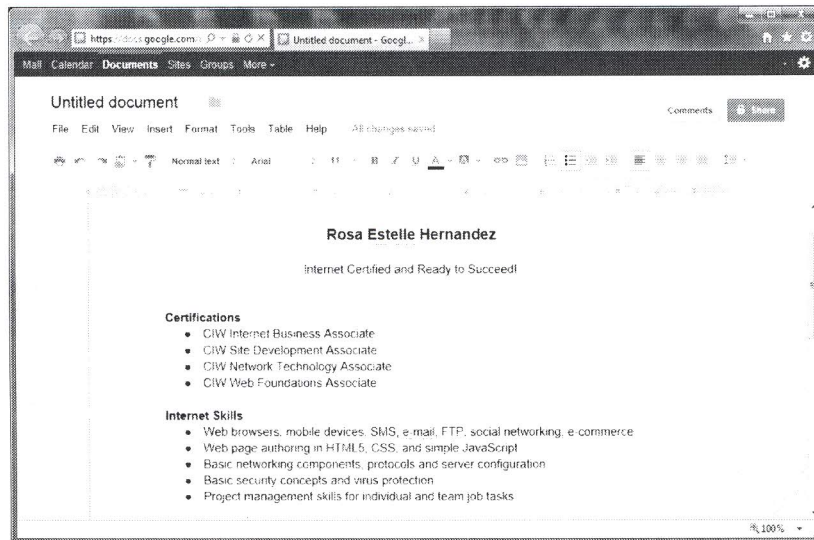 https://docs.google.com
Untitled document - Googl...
Mail Calendar Documents Sites Groups More
Untitled document
Comments
Share
File Edit View Insert Format Tools Table Help All changes saved
Normal text Arial 11 B I U A
Rosa Estelle Hernandez
Internet Certified and Ready to Succeed!
Certifications
• CIW Internet Business Associate
• CIW Site Development Associate
• CIW Network Technology Associate
• CIW Web Foundations Associate
Internet Skills
• Web browsers, mobile devices, SMS, e-mail, FTP, social networking, e-commerce
• Web page authoring in HTML5, CSS, and simple JavaScript
• Basic networking components, protocols and server configuration
• Basic security concepts and virus protection
• Project management skills for individual and team job tasks
100%